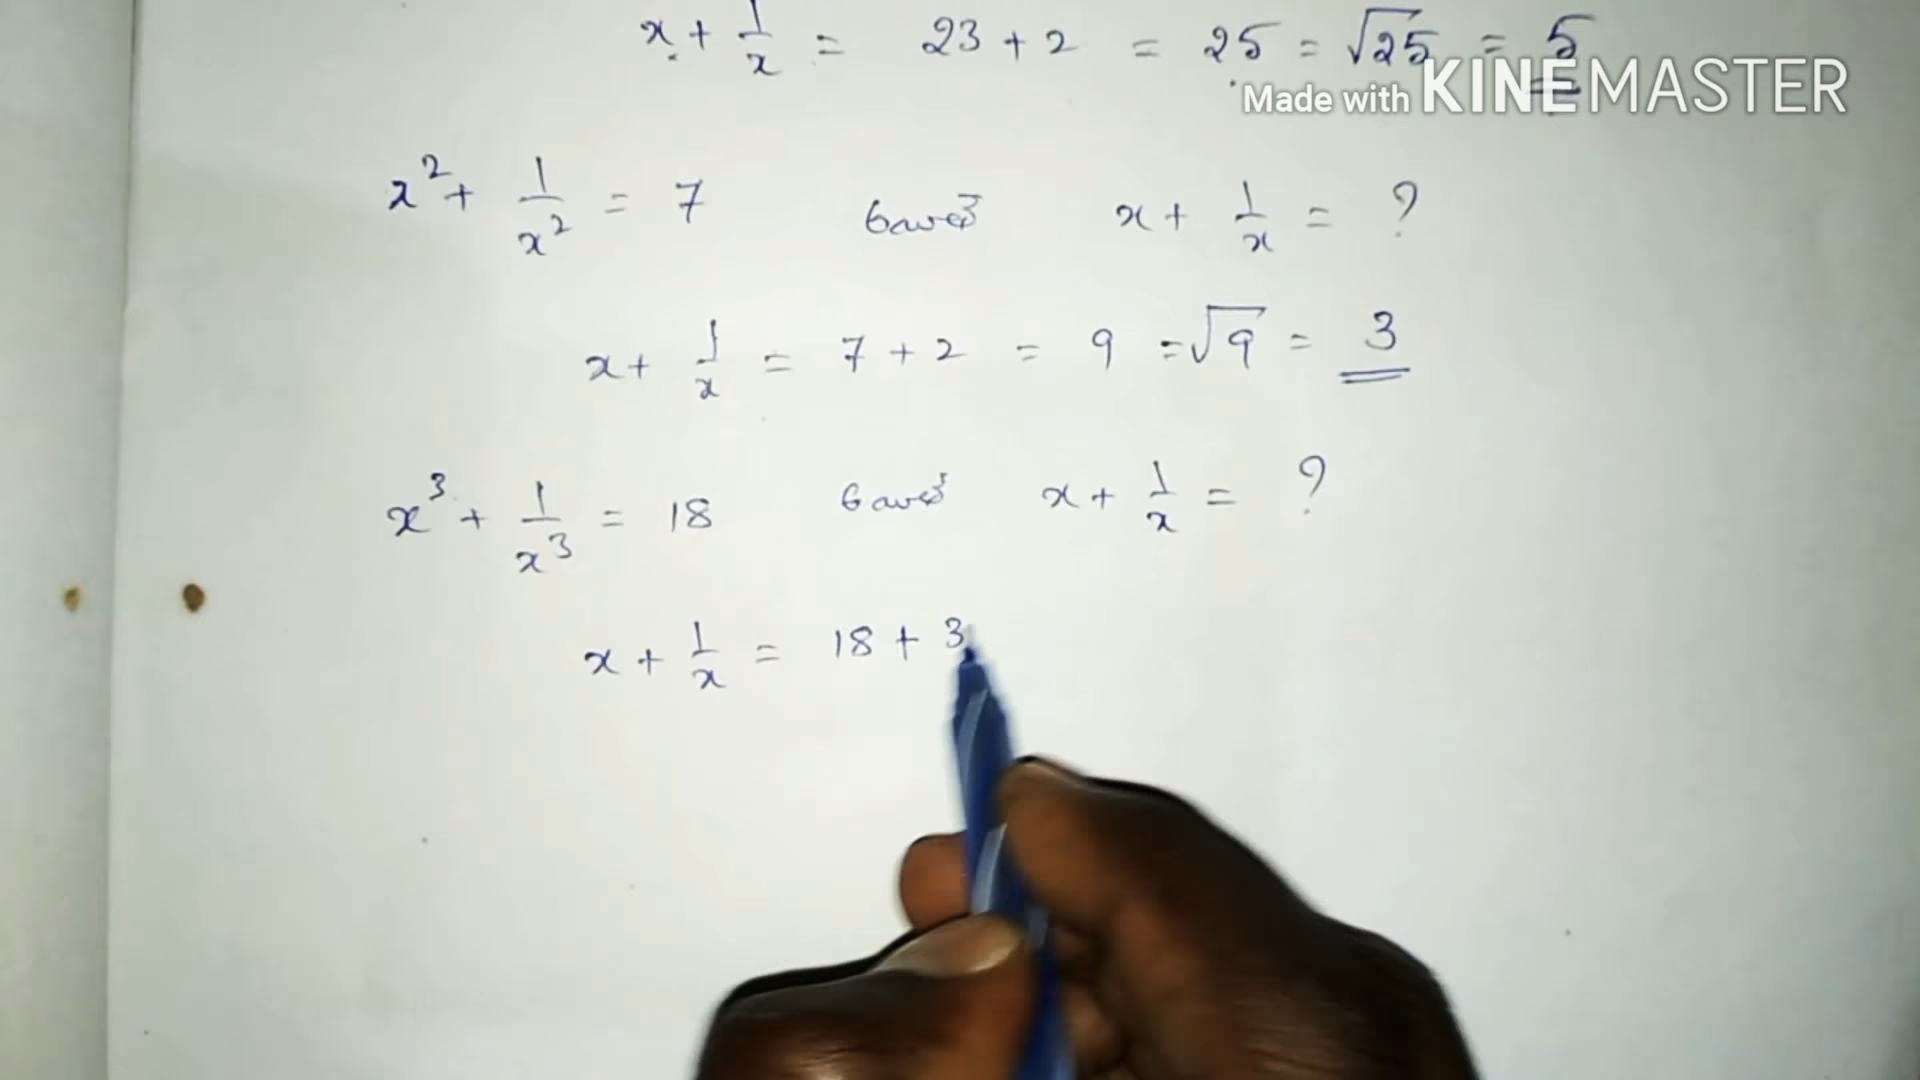 x + 1/x = 23 + 2 = 25 = √25 = 5
Made with KINEMASTER
x² + 1/x² = 7 எனில் x + 1/x = ?
x + 1/x = 7 + 2 = 9 = √9 = 3
x³ + 1/x³ = 18 எனில் x + 1/x = ?
x + 1/x = 18 + 3